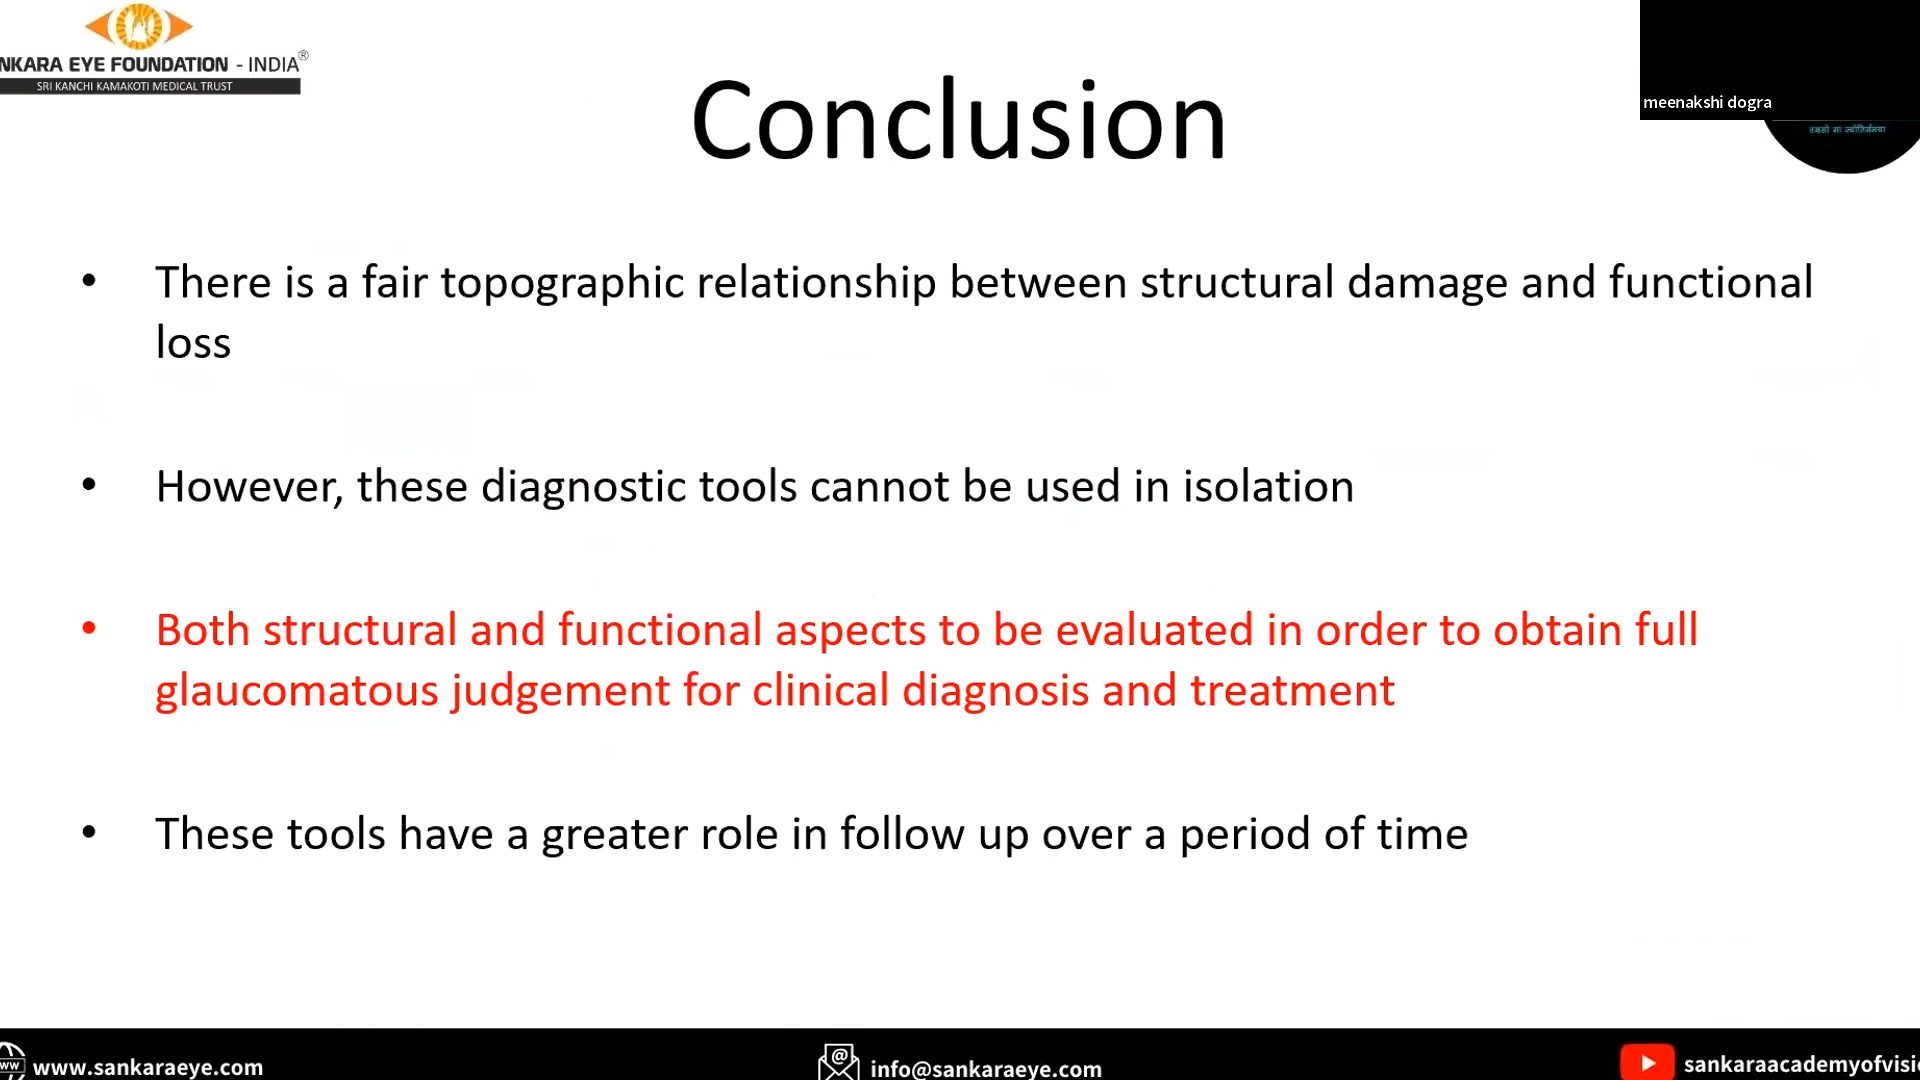 NKARA EYE FOUNDATION - INDIA®
SRI KANCHI KAMAKOTI MEDICAL TRUST
meenakshi dogra
तमसो मा ज्योतिर्गमया
Conclusion
• There is a fair topographic relationship between structural damage and functional
loss
• However, these diagnostic tools cannot be used in isolation
• Both structural and functional aspects to be evaluated in order to obtain full
glaucomatous judgement for clinical diagnosis and treatment
• These tools have a greater role in follow up over a period of time
www.sankaraeye.com
info@sankaraeye.com
sankaraacademyofvisi